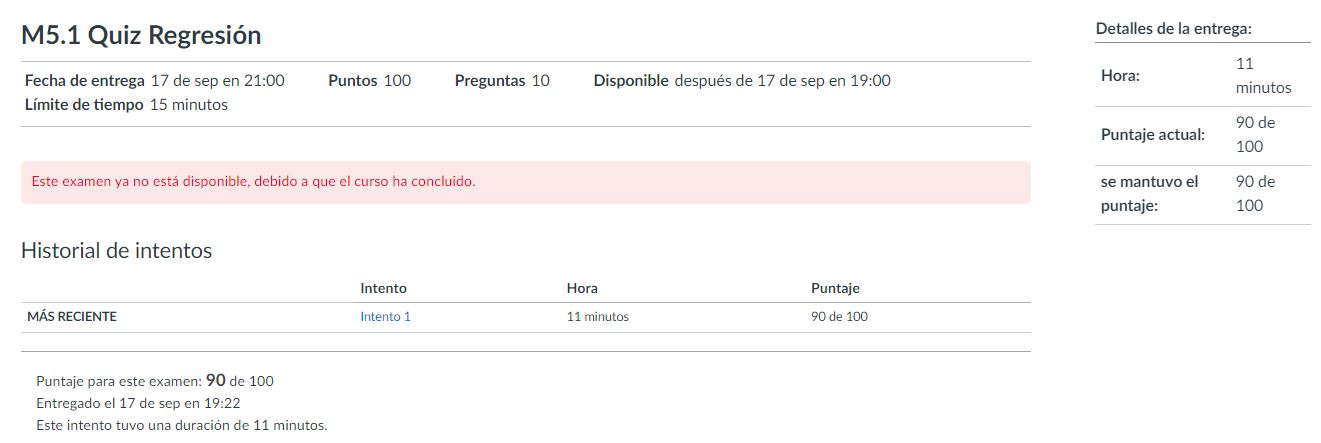 M5.1 Quiz Regresión
Fecha de entrega 17 de sep en 21:00 Puntos 100 Preguntas 10 Disponible después de 17 de sep en 19:00
Límite de tiempo 15 minutos
Este examen ya no está disponible, debido a que el curso ha concluido.
Historial de intentos
Intento Hora Puntaje
MÁS RECIENTE Intento 1 11 minutos 90 de 100
Puntaje para este examen: 90 de 100
Entregado el 17 de sep en 19:22
Este intento tuvo una duración de 11 minutos.
Detalles de la entrega:
Hora: 11
minutos
Puntaje actual: 90 de
100
se mantuvo el 90 de
puntaje: 100